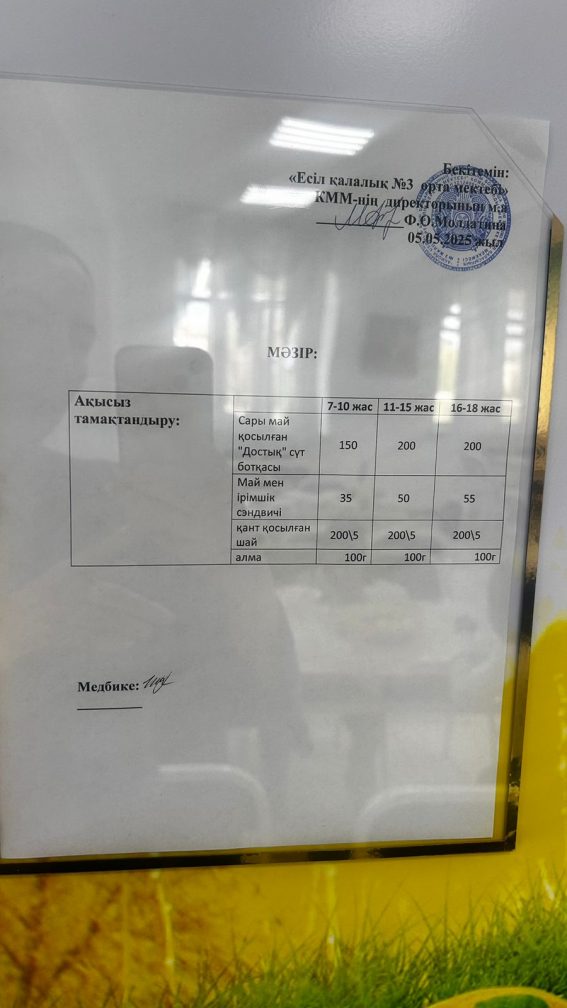 Бекітемін:
«Есіл қалалық №3 орта мектебі»
КММ-нің директорының м.а
Ф.О.Молдагина
05.05.2025 жыл
МӘЗІР:
Ақысыз
тамақтандыру:
7-10 жас 11-15 жас 16-18 жас
Сары май
қосылған
"Достық" сүт
ботқасы
150 200 200
Май мен
ірімшік
сэндвичі
35 50 55
қант қосылған
шай
200\5 200\5 200\5
алма 100г 100г 100г
Медбике: